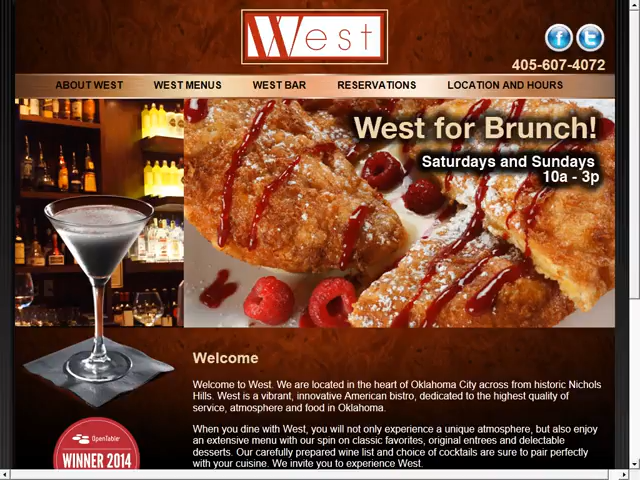 West
405-607-4072
ABOUT WEST WEST MENUS WEST BAR RESERVATIONS LOCATION AND HOURS
West for Brunch!
Saturdays and Sundays
10a - 3p
Welcome
Welcome to West. We are located in the heart of Oklahoma City across from historic Nichols
Hills. West is a vibrant, innovative American bistro, dedicated to the highest quality of
service, atmosphere and food in Oklahoma.
When you dine with West, you will not only experience a unique atmosphere, but also enjoy
an extensive menu with our spin on classic favorites, original entrees and delectable
desserts. Our carefully prepared wine list and choice of cocktails are sure to pair perfectly
with your cuisine. We invite you to experience West.
OpenTable
WINNER 2014